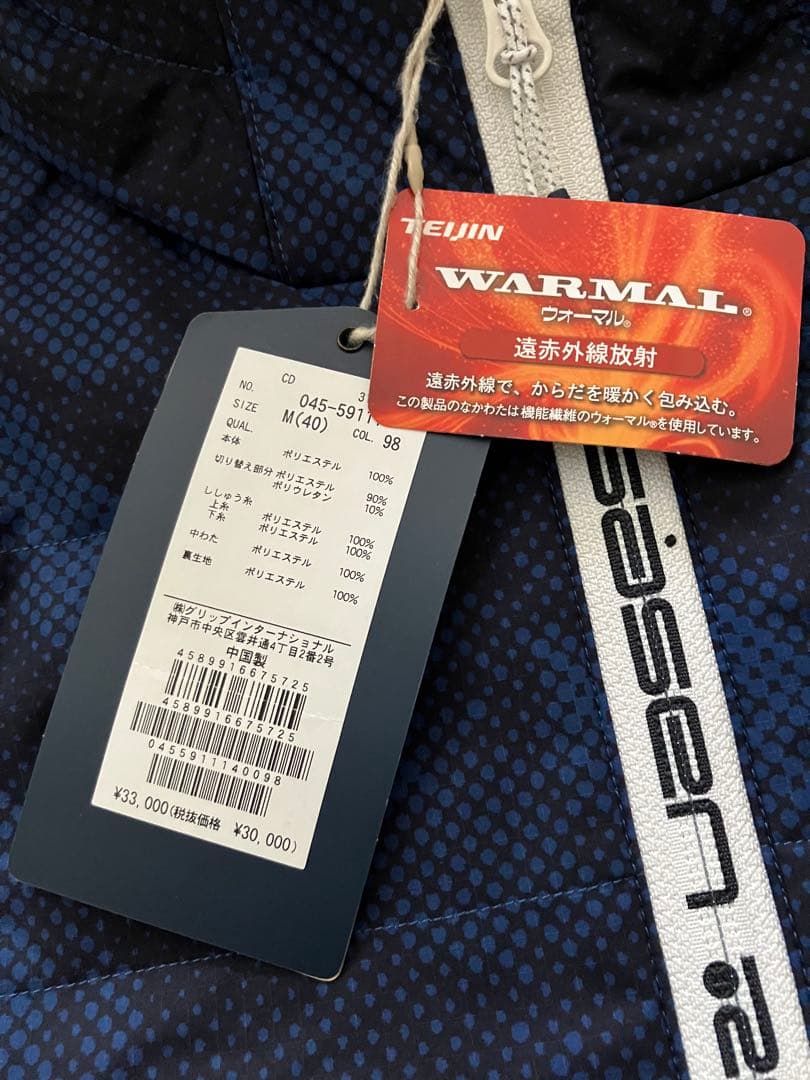 TEIJIN
WARMAL®
ウォーマル®
遠赤外線放射
遠赤外線で、からだを暖かく包み込む。
この製品のなかわたは機能繊維のウォーマル®を使用しています。
CD 3
NO. 045-5911
SIZE M(40) COL. 98
QUAL.
本体 ポリエステル 100%
切り替え部分 ポリエステル 90%
ポリウレタン 10%
ししゅう糸
上糸 ポリエステル 100%
下糸 ポリエステル 100%
中わた ポリエステル 100%
裏生地 ポリエステル 100%
㈱グリップインターナショナル
神戸市中央区雲井通4丁目2番2号
中国製
4589916675725
4589916675725
0455911140098
¥33,000(税抜価格 ¥30,000)